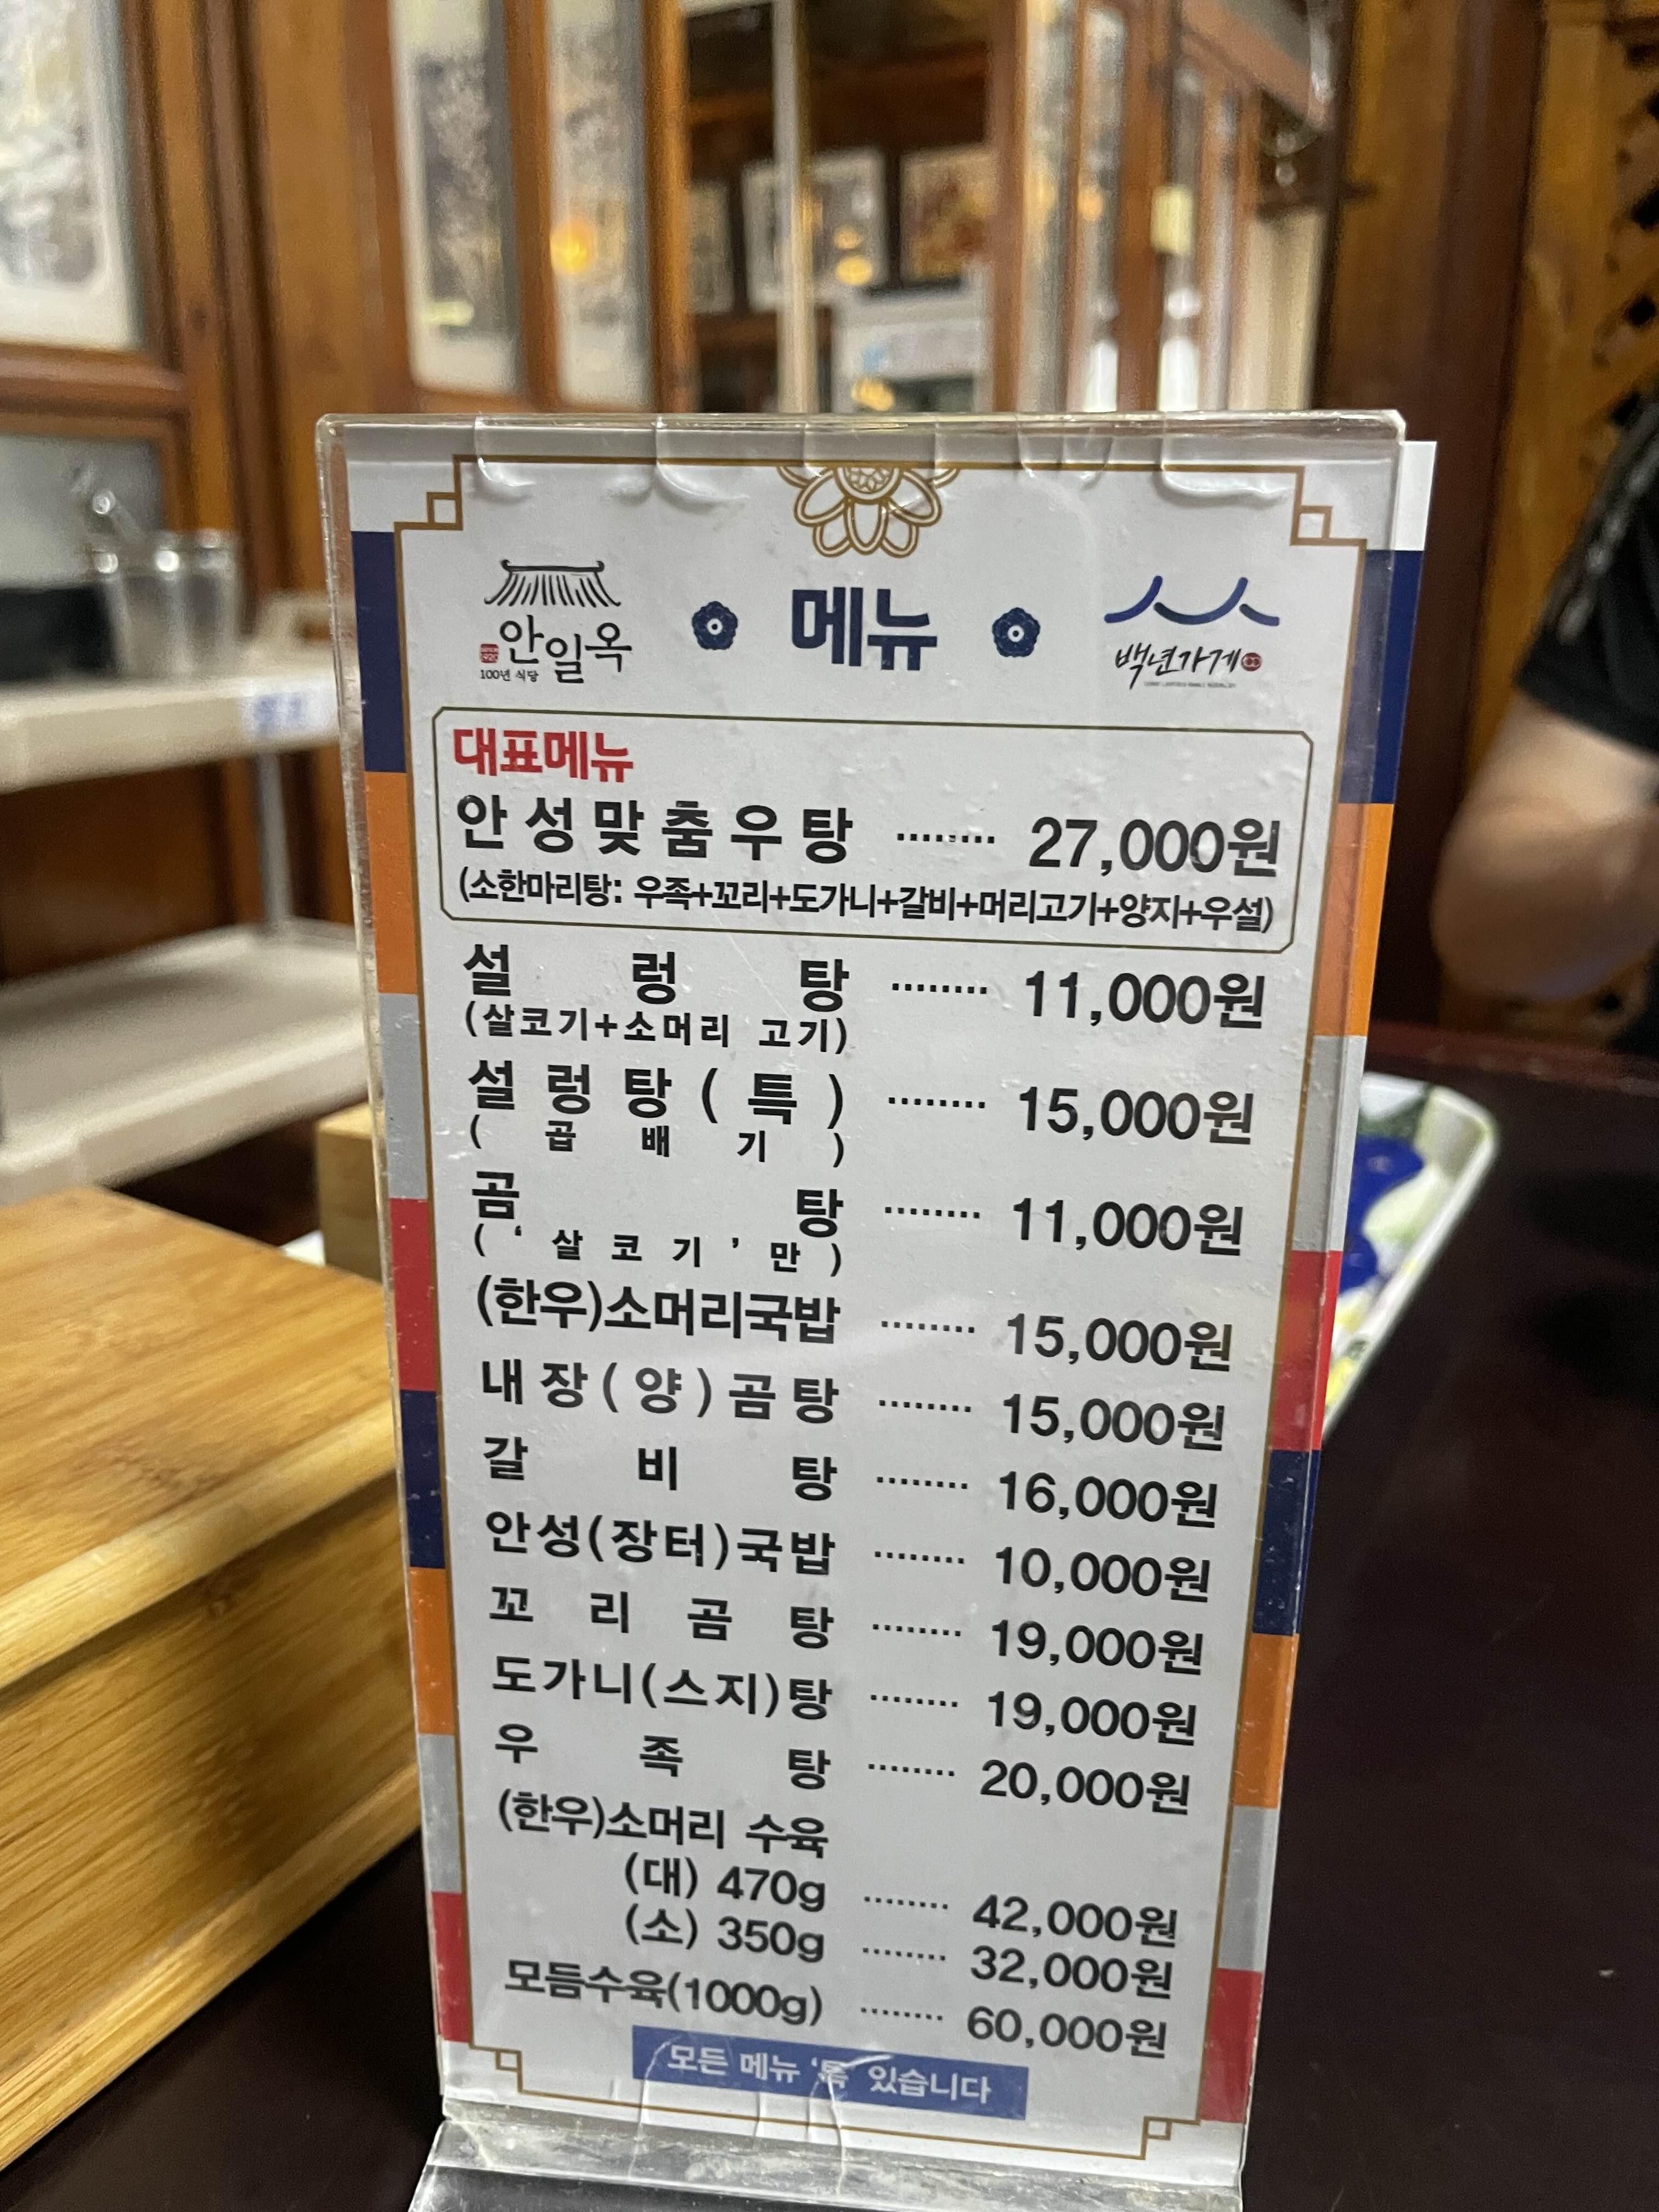 안일옥
100년 식당
메뉴
백년가게
대표메뉴
안성맞춤우탕 ········ 27,000원
(소한마리탕: 우족+꼬리+도가니+갈비+머리고기+양지+우설)
설렁탕 ········ 11,000원
(살코기+소머리 고기)
설렁탕(특) ········ 15,000원
(곱배기)
곰탕 ········ 11,000원
(‘살코기’만)
(한우)소머리국밥 ········ 15,000원
내장(양)곰탕 ········ 15,000원
갈비탕 ········ 16,000원
안성(장터)국밥 ········ 10,000원
꼬리곰탕 ········ 19,000원
도가니(스지)탕 ········ 19,000원
우족탕 ········ 20,000원
(한우)소머리 수육
(대) 470g ········ 42,000원
(소) 350g ········ 32,000원
모듬수육(1000g) ········ 60,000원
모든 메뉴 ‘특’ 있습니다